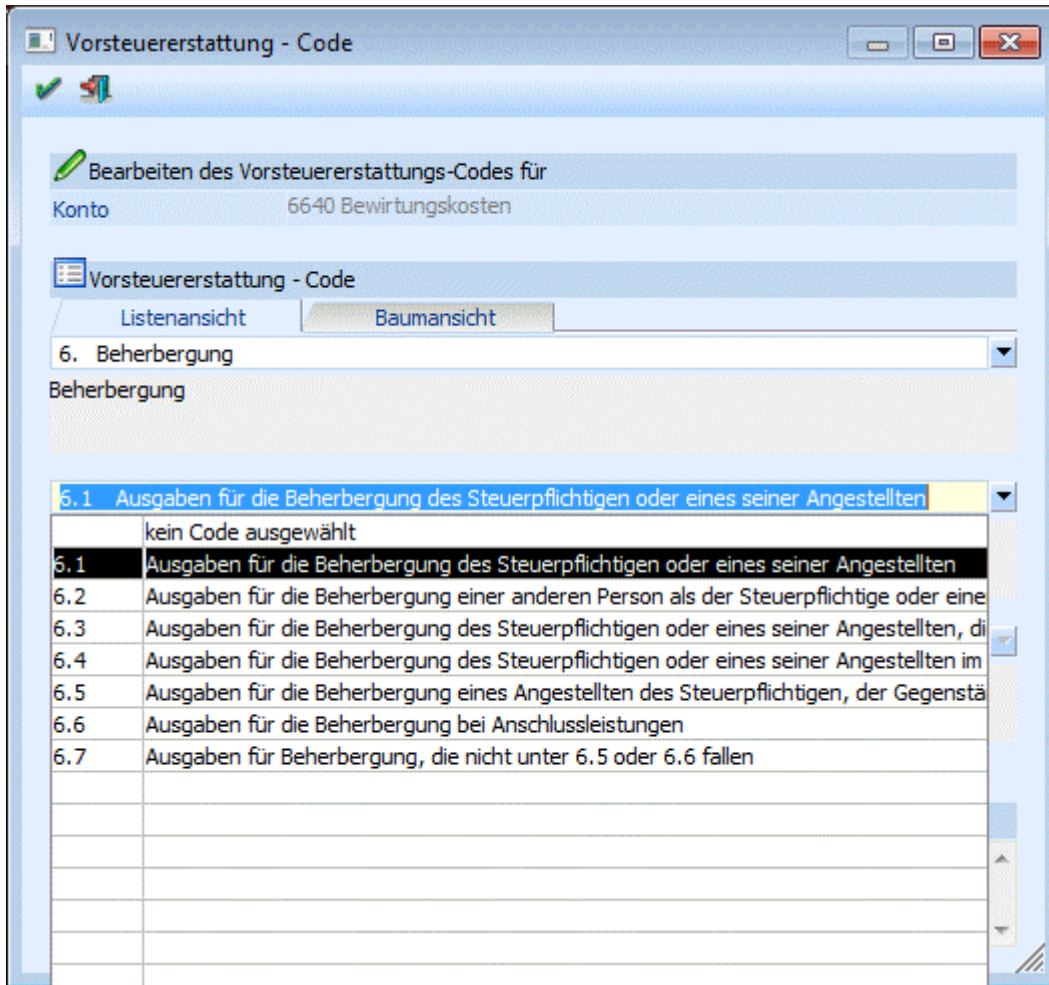 Vorsteuererstattung - Code
Bearbeiten des Vorsteuererstattungs-Codes für
Konto 6640 Bewirtungskosten
Vorsteuererstattung - Code
Listenansicht Baumansicht
6. Beherbergung
Beherbergung
6.1 Ausgaben für die Beherbergung des Steuerpflichtigen oder eines seiner Angestellten
kein Code ausgewählt
6.1 Ausgaben für die Beherbergung des Steuerpflichtigen oder eines seiner Angestellten
6.2 Ausgaben für die Beherbergung einer anderen Person als der Steuerpflichtige oder eine
6.3 Ausgaben für die Beherbergung des Steuerpflichtigen oder eines seiner Angestellten, di
6.4 Ausgaben für die Beherbergung des Steuerpflichtigen oder eines seiner Angestellten im
6.5 Ausgaben für die Beherbergung eines Angestellten des Steuerpflichtigen, der Gegenstä
6.6 Ausgaben für die Beherbergung bei Anschlussleistungen
6.7 Ausgaben für Beherbergung, die nicht unter 6.5 oder 6.6 fallen